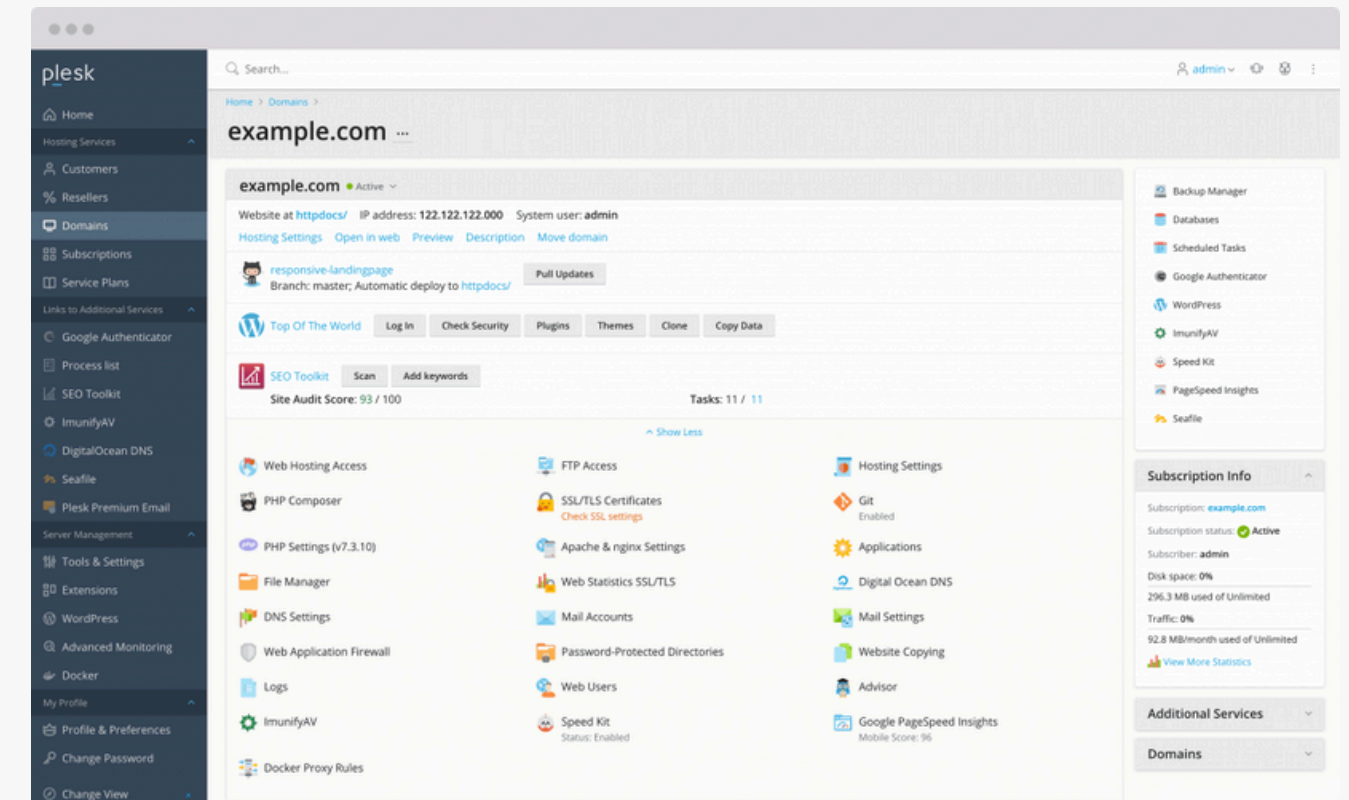 plesk
Home
Hosting Services
Customers
Resellers
Domains
Subscriptions
Service Plans
Links to Additional Services
Google Authenticator
Process list
SEO Toolkit
ImunifyAV
DigitalOcean DNS
Seafile
Plesk Premium Email
Server Management
Tools & Settings
Extensions
WordPress
Advanced Monitoring
Docker
My Profile
Profile & Preferences
Change Password
Change View
Search...
admin
Home > Domains >
example.com ...
example.com Active
Website at httpdocs/ IP address: 122.122.122.000 System user: admin
Hosting Settings Open in web Preview Description Move domain
responsive-landingpage
Branch: master; Automatic deploy to httpdocs/
Pull Updates
Top Of The World Log In Check Security Plugins Themes Clone Copy Data
SEO Toolkit Scan Add keywords
Site Audit Score: 93 / 100 Tasks: 11 / 11
Show Less
Web Hosting Access FTP Access Hosting Settings
PHP Composer SSL/TLS Certificates Git
Check SSL settings Enabled
PHP Settings (v7.3.10) Apache & nginx Settings Applications
File Manager Web Statistics SSL/TLS Digital Ocean DNS
DNS Settings Mail Accounts Mail Settings
Web Application Firewall Password-Protected Directories Website Copying
Logs Web Users Advisor
ImunifyAV Speed Kit Google PageSpeed Insights
Status: Enabled Mobile Score: 96
Docker Proxy Rules
Backup Manager
Databases
Scheduled Tasks
Google Authenticator
WordPress
ImunifyAV
Speed Kit
PageSpeed Insights
Seafile
Subscription Info
Subscription: example.com
Subscription status: Active
Subscriber: admin
Disk space: 0%
296.3 MB used of Unlimited
Traffic: 0%
92.8 MB/month used of Unlimited
View More Statistics
Additional Services
Domains